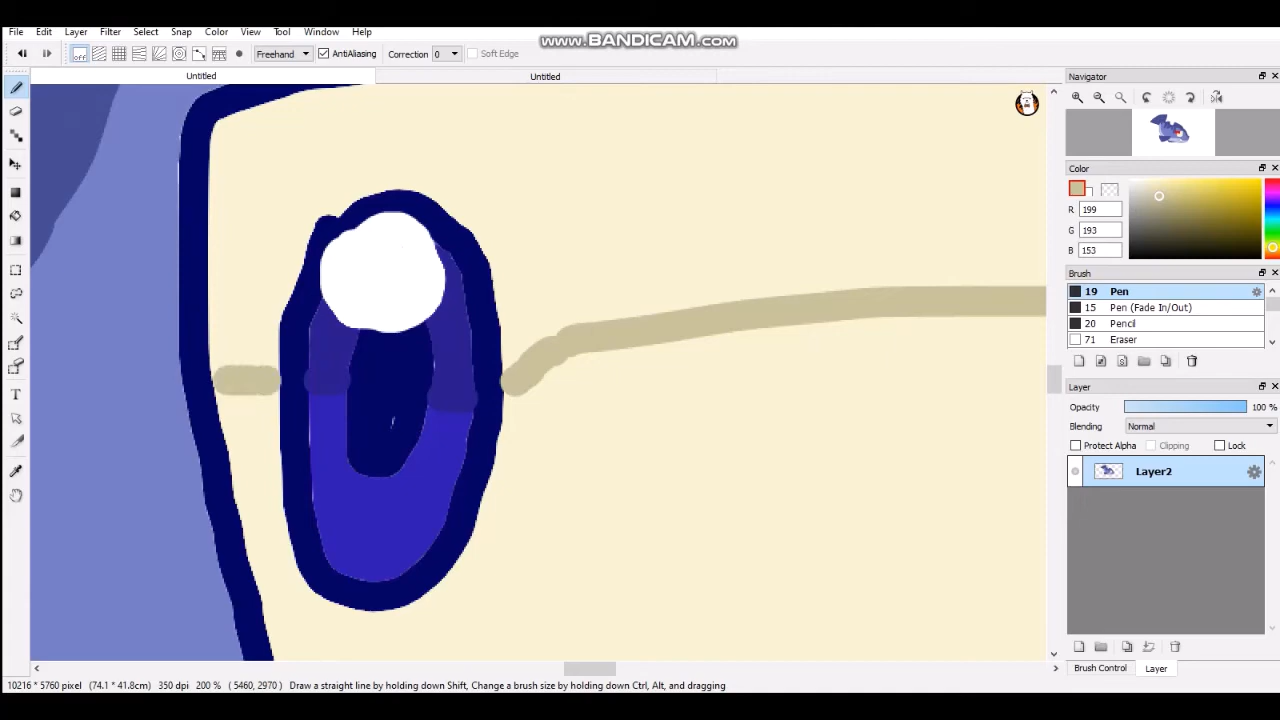 www.BANDICAM.com
File Edit Layer Filter Select Snap Color View Tool Window Help
off Freehand AntiAliasing Correction 0 Soft Edge
Untitled Untitled
Navigator
Color
R 199
G 193
B 153
Brush
19 Pen
15 Pen (Fade In/Out)
20 Pencil
71 Eraser
Layer
Opacity 100 %
Blending Normal
Protect Alpha Clipping Lock
Layer2
T
Brush Control Layer
10216 * 5760 pixel (74.1 * 41.8cm) 350 dpi 200 % ( 5460, 2970 ) Draw a straight line by holding down Shift, Change a brush size by holding down Ctrl, Alt, and dragging